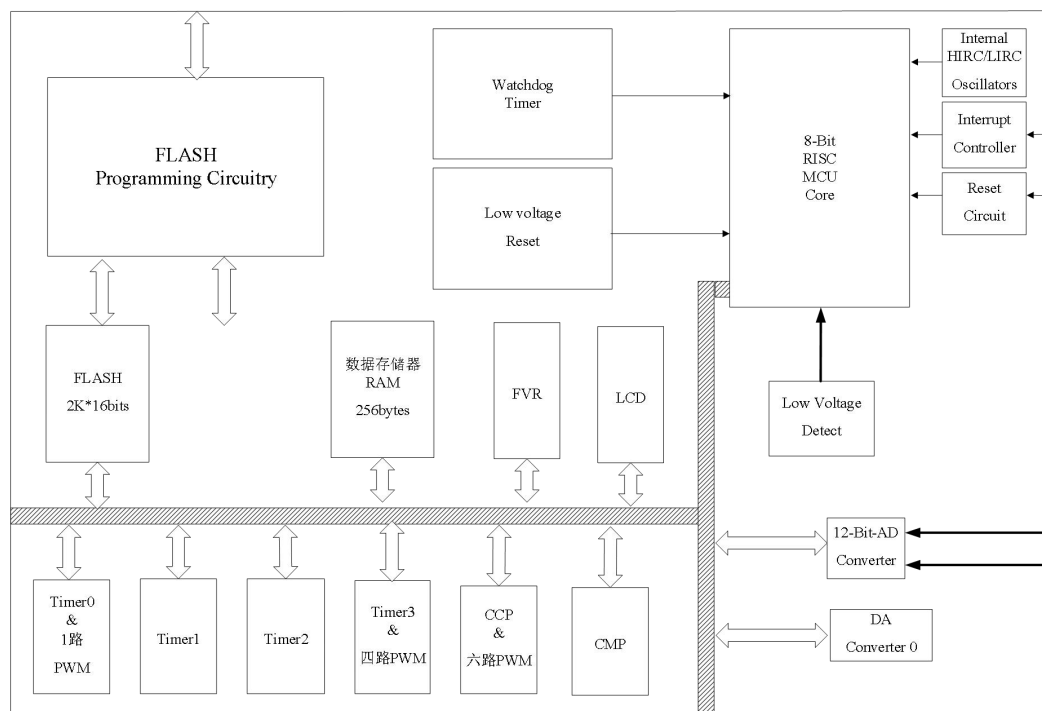 FLASH
Programming Circuitry
Watchdog
Timer
Low voltage
Reset
8-Bit
RISC
MCU
Core
Internal
HIRC/LIRC
Oscillators
Interrupt
Controller
Reset
Circuit
FLASH
2K*16bits
数据存储器
RAM
256bytes
FVR
LCD
Low Voltage
Detect
12-Bit-AD
Converter
DA
Converter 0
Timer0
&
1路
PWM
Timer1
Timer2
Timer3
&
四路PWM
CCP
&
六路PWM
CMP